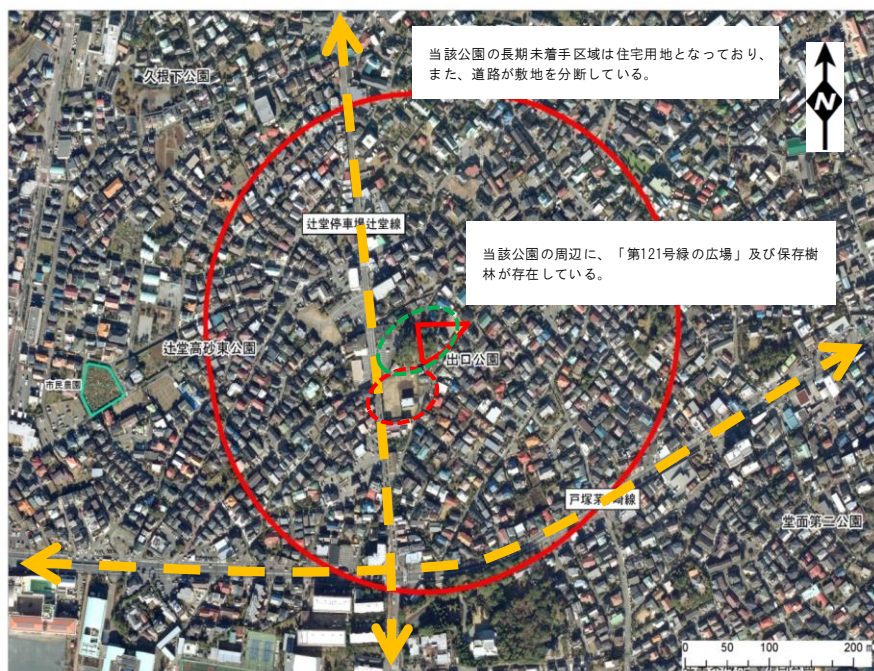 当該公園の長期未着手区域は住宅用地となっており、
また、道路が敷地を分断している。
久根下公園
N
辻堂停車場辻堂線
当該公園の周辺に、「第121号緑の広場」及び保存樹
林が存在している。
辻堂高砂東公園
出口公園
市民農園
戸塚茅ヶ崎線
堂面第二公園
0 50 100 200 m